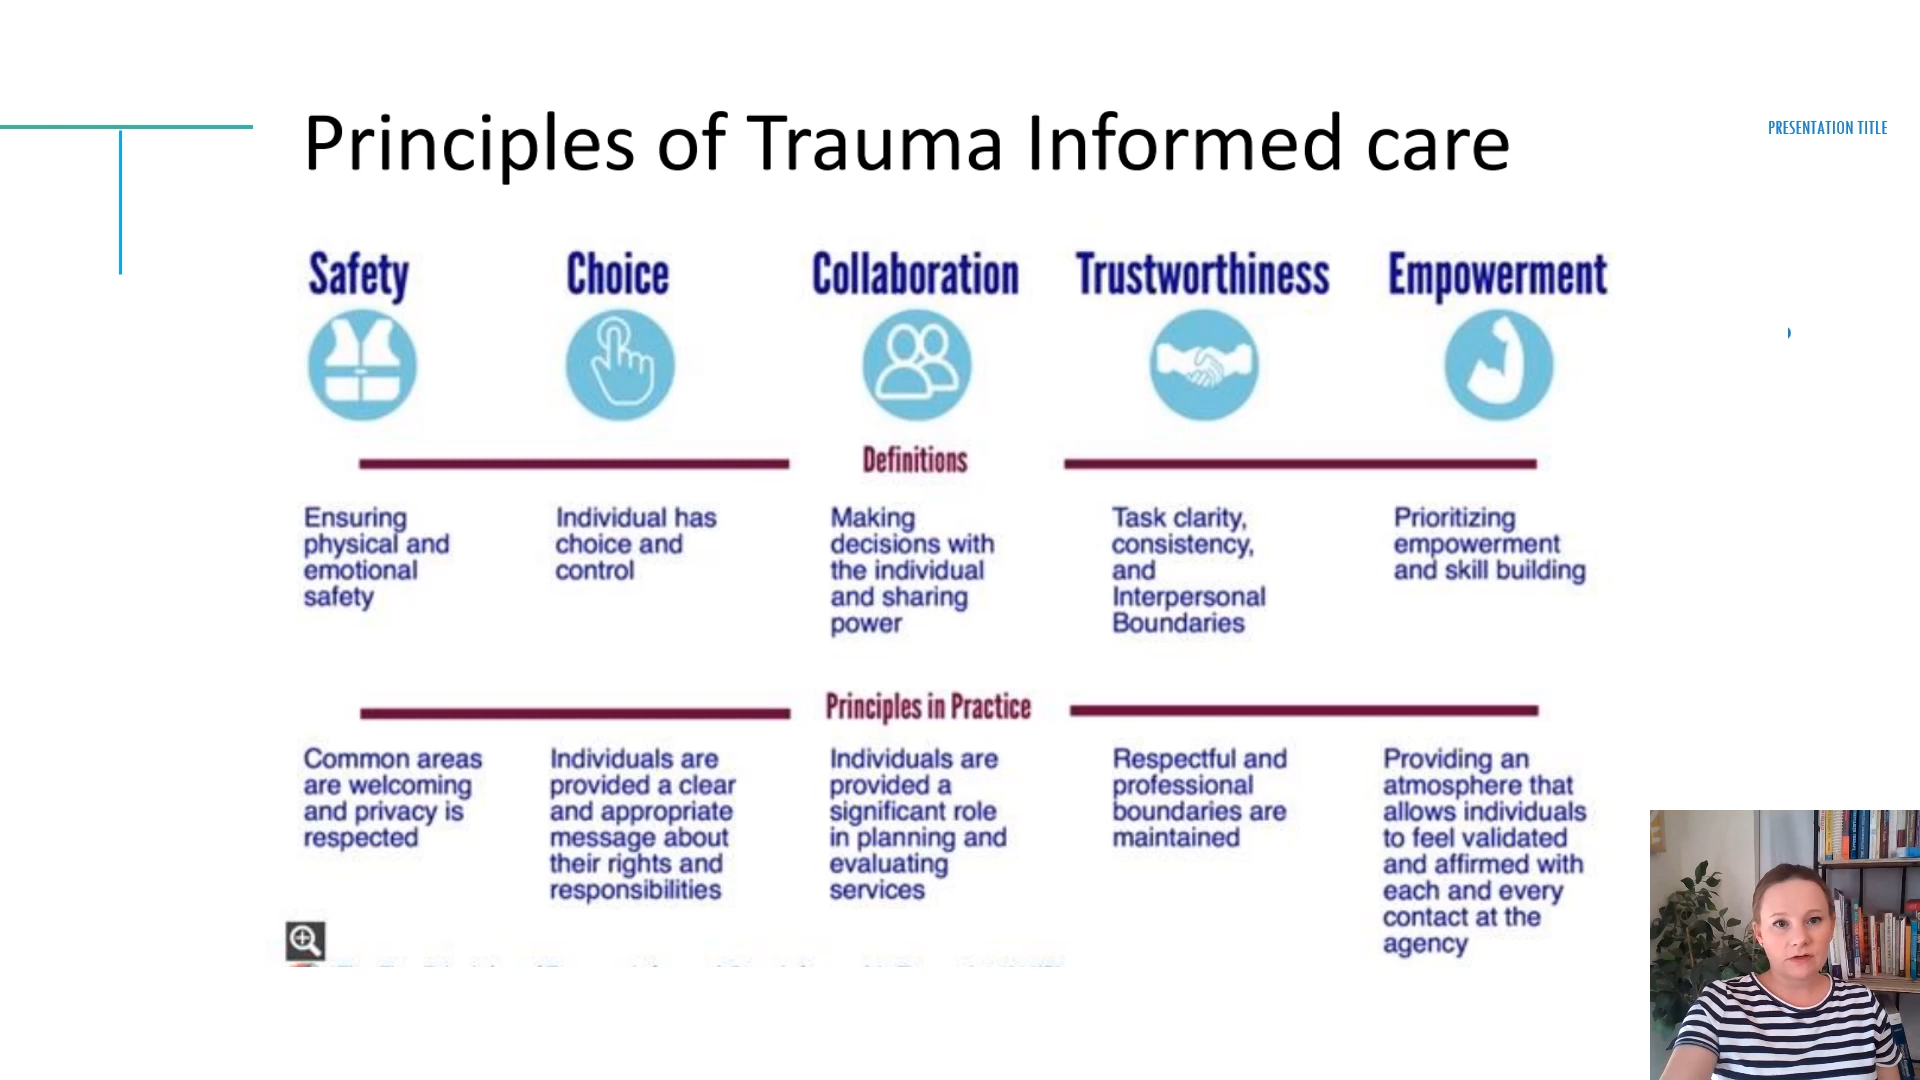 Principles of Trauma Informed care
PRESENTATION TITLE
Safety
Choice
Collaboration
Trustworthiness
Empowerment
Definitions
Ensuring
physical and
emotional
safety
Individual has
choice and
control
Making
decisions with
the individual
and sharing
power
Task clarity,
consistency,
and
Interpersonal
Boundaries
Prioritizing
empowerment
and skill building
Principles in Practice
Common areas
are welcoming
and privacy is
respected
Individuals are
provided a clear
and appropriate
message about
their rights and
responsibilities
Individuals are
provided a
significant role
in planning and
evaluating
services
Respectful and
professional
boundaries are
maintained
Providing an
atmosphere that
allows individuals
to feel validated
and affirmed with
each and every
contact at the
agency